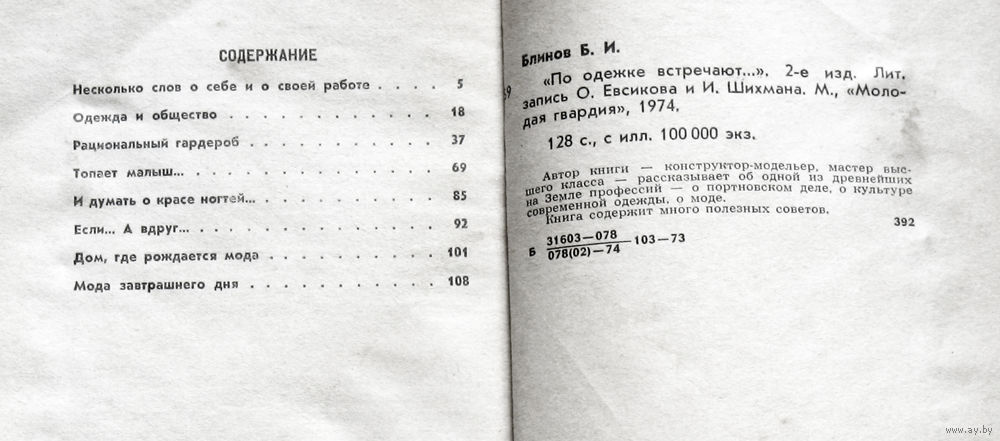 СОДЕРЖАНИЕ
Несколько слов о себе и о своей работе . . . . 5
Одежда и общество . . . . . . . . . . . 18
Рациональный гардероб . . . . . . . . . . 37
Топает малыш... . . . . . . . . . . . . 69
И думать о красе ногтей... . . . . . . . . . 85
Если... А вдруг... . . . . . . . . . . . . 92
Дом, где рождается мода . . . . . . . . . 101
Мода завтрашнего дня . . . . . . . . . . 108
Блинов Б. И.
«По одежке встречают...». 2-е изд. Лит.
запись О. Евсикова и И. Шихмана. М., «Моло-
дая гвардия», 1974.
128 с., с илл. 100 000 экз.
Автор книги — конструктор-модельер, мастер выс-
шего класса — рассказывает об одной из древнейших
на Земле профессий — о портновском деле, о культуре
современной одежды, о моде.
Книга содержит много полезных советов.
392
Б 31603—078
078(02)—74 —103—73
www.ay.by